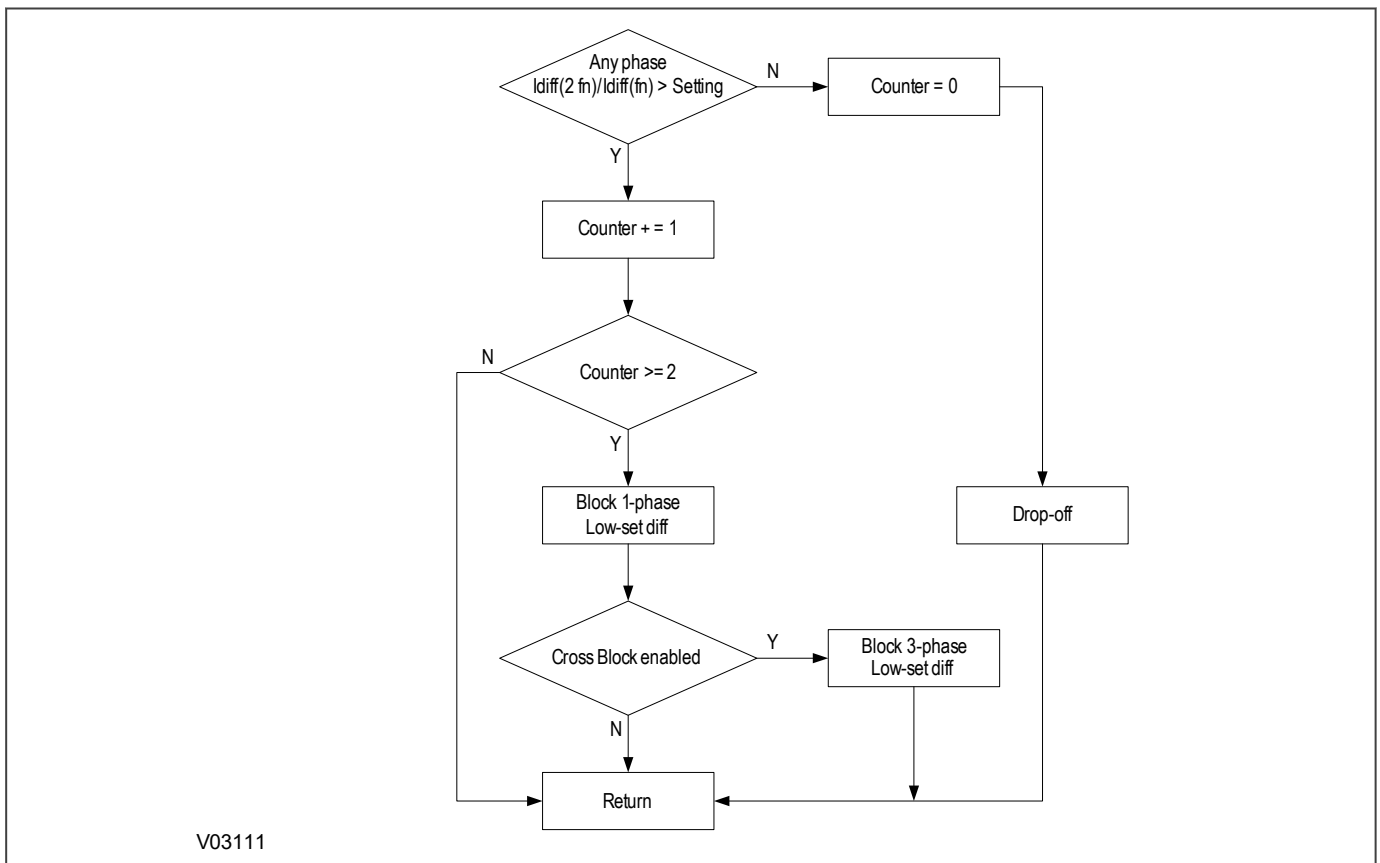 Any phase
Idiff(2 fn)/Idiff(fn) > Setting
N
Counter = 0
Y
Counter + = 1
N
Counter >= 2
Y
Block 1-phase
Low-set diff
Drop-off
Cross Block enabled
Y
Block 3-phase
Low-set diff
N
Return
V03111